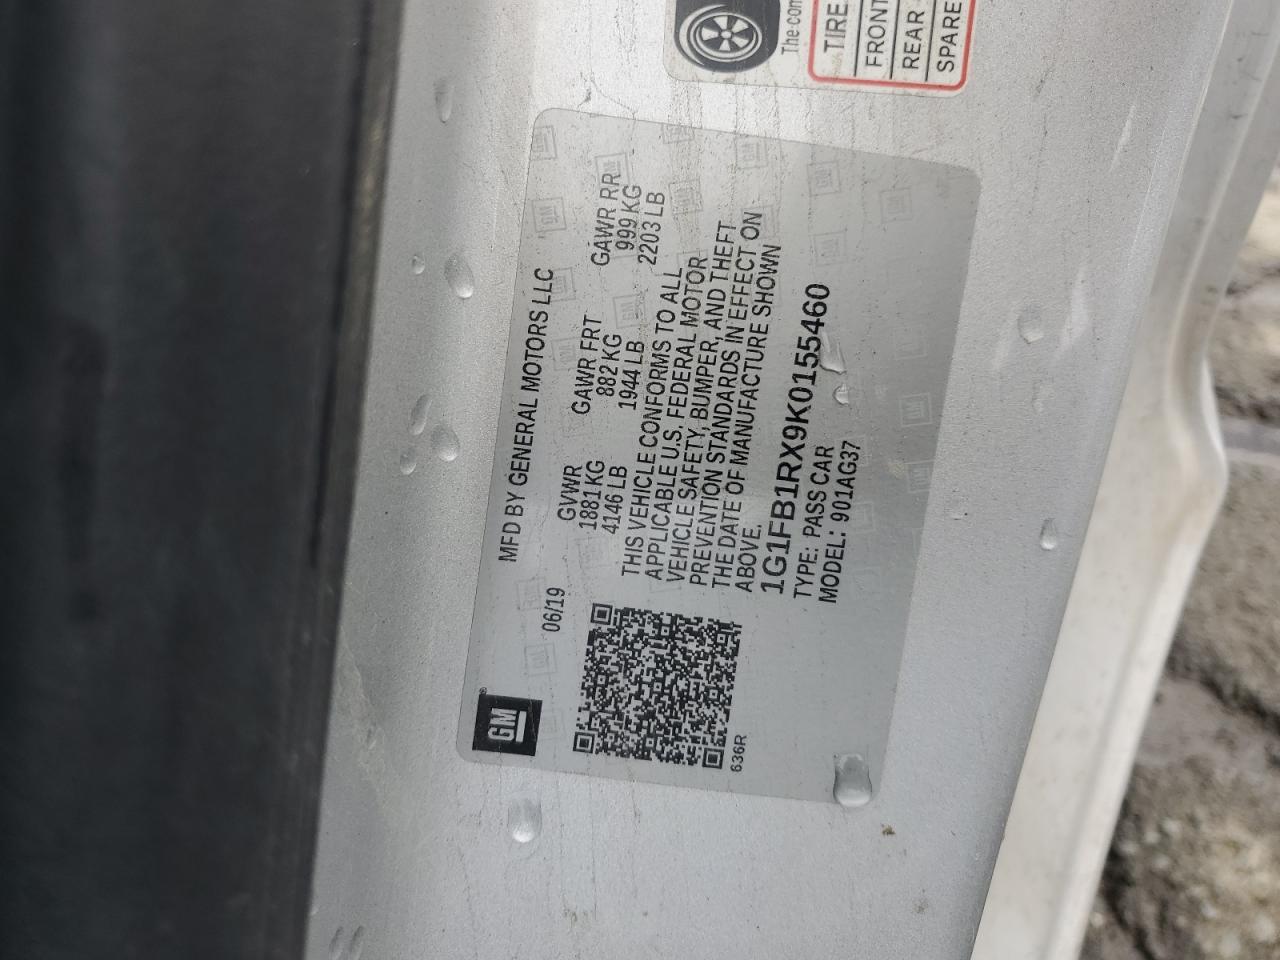 GM
MFD BY GENERAL MOTORS LLC
06/19
GVWR GAWR FRT GAWR RR
1881 KG 882 KG 999 KG
4146 LB 1944 LB 2203 LB
THIS VEHICLE CONFORMS TO ALL
APPLICABLE U.S. FEDERAL MOTOR
VEHICLE SAFETY, BUMPER, AND THEFT
PREVENTION STANDARDS IN EFFECT ON
THE DATE OF MANUFACTURE SHOWN
ABOVE.
1G1FB1RX9K0155460
TYPE: PASS CAR
MODEL: 901AG37
636R
The
TIRE
FRONT
REAR
SPARE